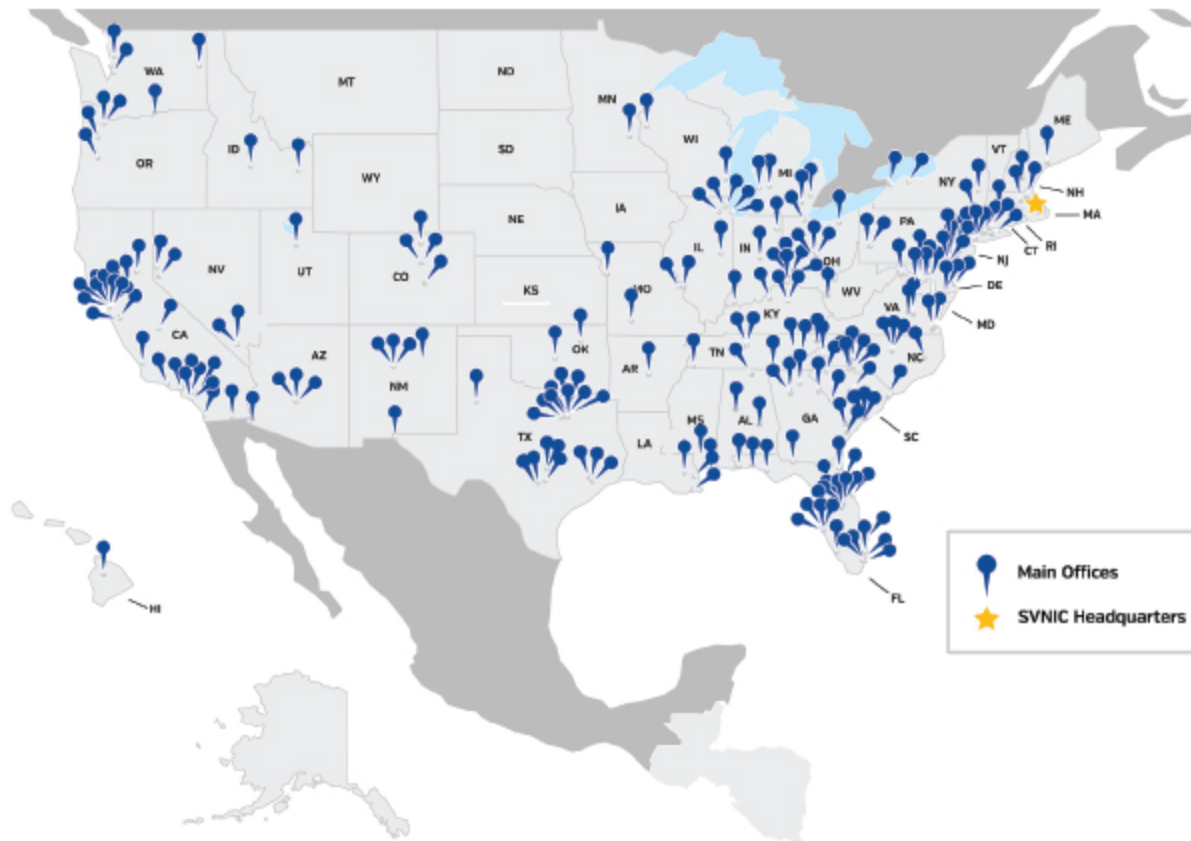 WA
MT
ND
MN
ME
VT
WI
ID
OR
SD
MI
NY
NH
WY
MA
IA
NE
PA
RI
CT
IL
IN
OH
NJ
NV
UT
CO
KS
MO
WV
DE
VA
KY
MD
CA
AZ
NM
OK
AR
TN
NC
TX
LA
MS
AL
GA
SC
Main Offices
FL
HI
SVNIC Headquarters